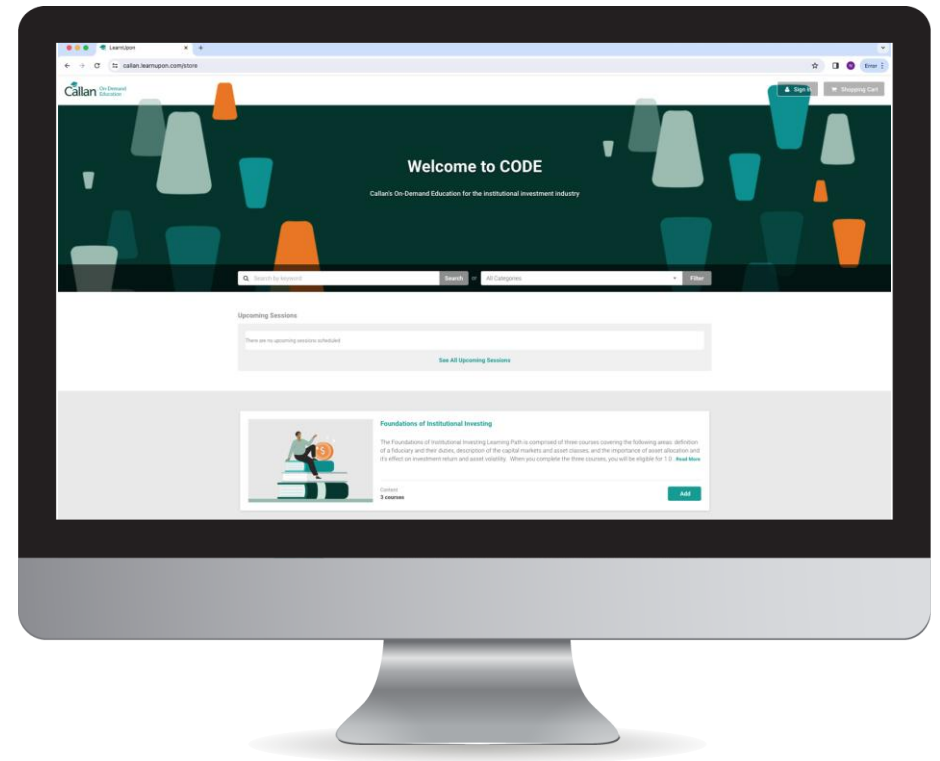 LearnUpon
callan.learnupon.com/store
Error
Callan On-Demand
Education
Sign In
Shopping Cart
Welcome to CODE
Callan's On-Demand Education for the institutional investment industry
Search by keyword
Search
or
All Categories
Filter
Upcoming Sessions
There are no upcoming sessions scheduled
See All Upcoming Sessions
Foundations of Institutional Investing
The Foundations of Institutional Investing Learning Path is comprised of three courses covering the following areas: definition
of a fiduciary and their duties, description of the capital markets and asset classes, and the importance of asset allocation and
it's effect on investment return and asset volatility. When you complete the three courses, you will be eligible for 1.0 Read More
Content
3 courses
Add